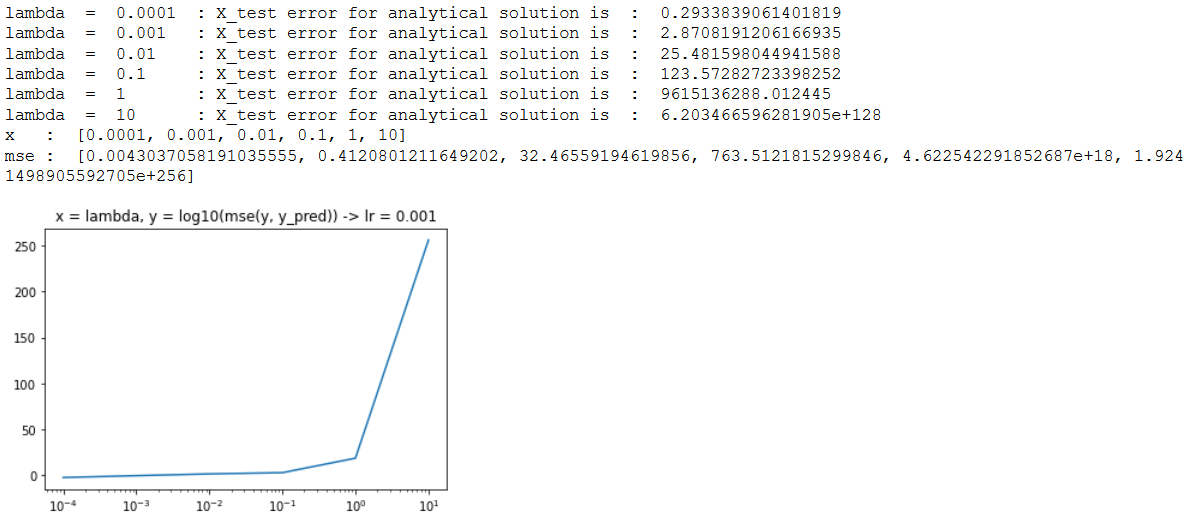 lambda  =  0.0001  : X_test error for analytical solution is  :  0.2933839061401819
lambda  =  0.001   : X_test error for analytical solution is  :  2.8708191206166935
lambda  =  0.01    : X_test error for analytical solution is  :  25.481598044941588
lambda  =  0.1     : X_test error for analytical solution is  :  123.57282723398252
lambda  =  1       : X_test error for analytical solution is  :  9615136288.012445
lambda  =  10      : X_test error for analytical solution is  :  6.203466596281905e+128
x   :  [0.0001, 0.001, 0.01, 0.1, 1, 10]
mse :  [0.0043037058191035555, 0.4120801211649202, 32.46559194619856, 763.5121815299846, 4.622542291852687e+18, 1.924
1498905592705e+256]
x = lambda, y = log10(mse(y, y_pred)) -> lr = 0.001
250
200
150
100
50
0
10⁻⁴ 10⁻³ 10⁻² 10⁻¹ 10⁰ 10¹